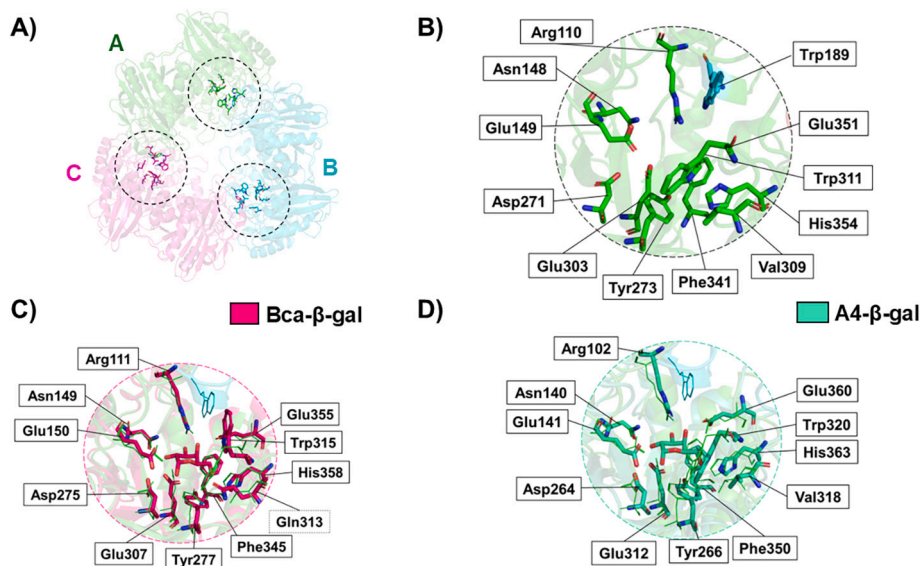 A)
A
B
C
B)
Arg110
Asn148
Glu149
Asp271
Glu303
Tyr273
Phe341
Val309
His354
Trp311
Glu351
Trp189
C)
Bca-β-gal
Arg111
Asn149
Glu150
Asp275
Glu307
Tyr277
Phe345
Gln313
His358
Trp315
Glu355
D)
A4-β-gal
Arg102
Asn140
Glu141
Asp264
Glu312
Tyr266
Phe350
Val318
His363
Trp320
Glu360